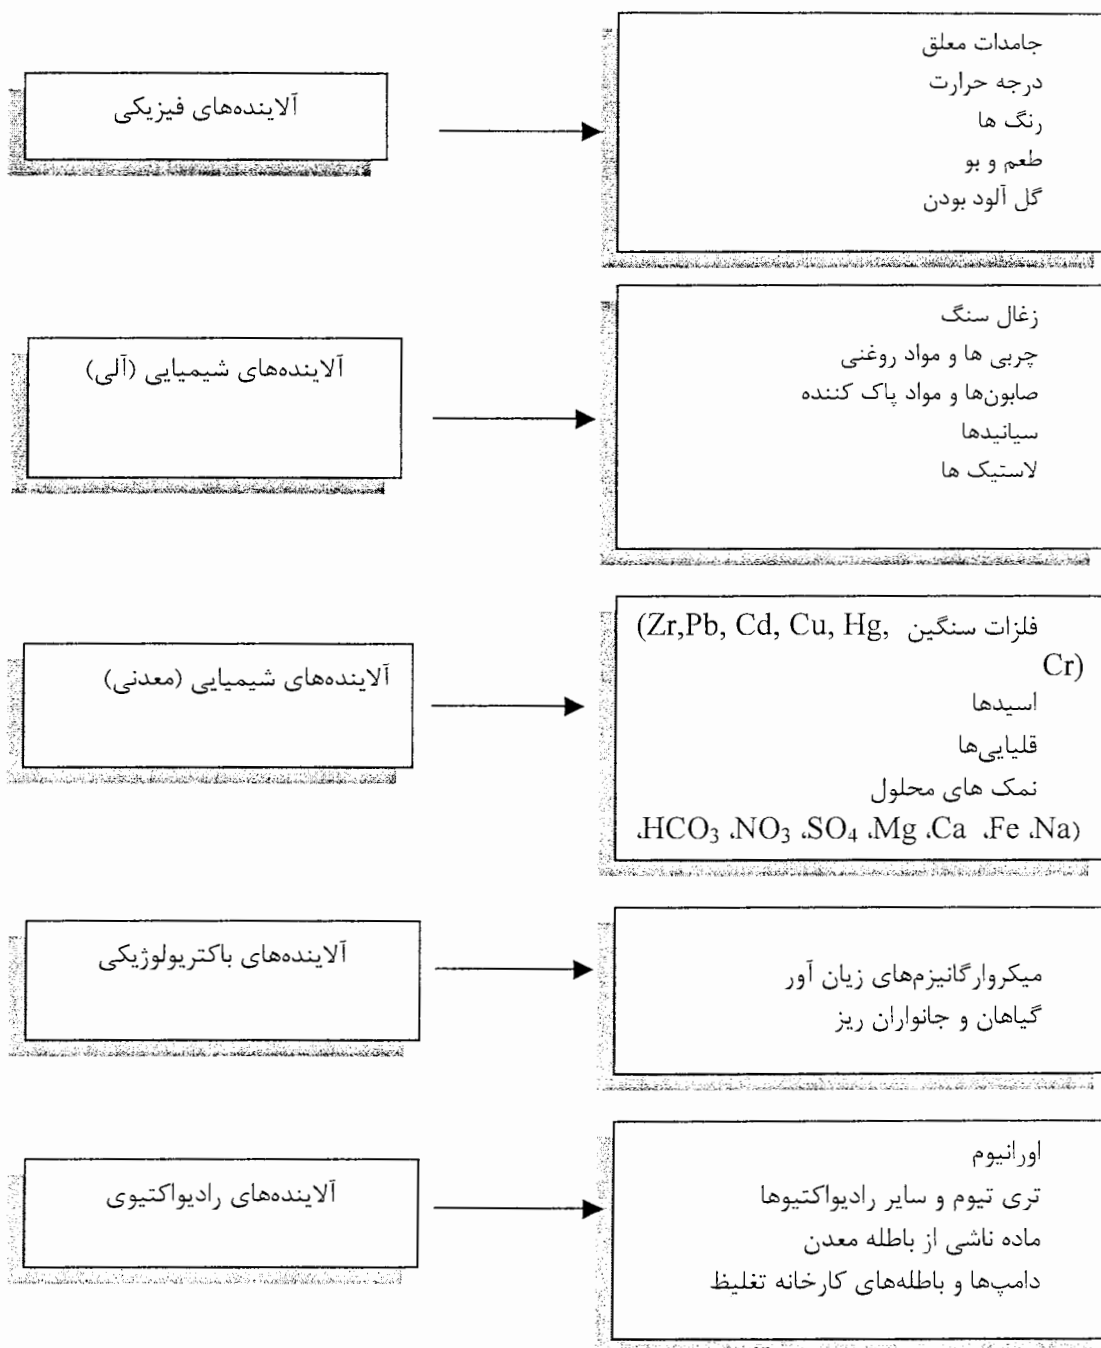 آلاینده‌های فیزیکی
جامدات معلق
درجه حرارت
رنگ ها
طعم و بو
گل آلود بودن
آلاینده‌های شیمیایی (آلی)
زغال سنگ
چربی ها و مواد روغنی
صابون‌ها و مواد پاک کننده
سیانیدها
لاستیک ها
آلاینده‌های شیمیایی (معدنی)
فلزات سنگین (Zr,Pb, Cd, Cu, Hg,
Cr)
اسیدها
قلیایی‌ها
نمک های محلول
(Na، Fe، Ca، Mg، SO₄، NO₃، HCO₃،
آلاینده‌های باکتریولوژیکی
میکروارگانیزم‌های زیان آور
گیاهان و جانواران ریز
آلاینده‌های رادیواکتیوی
اورانیوم
تری تیوم و سایر رادیواکتیوها
ماده ناشی از باطله معدن
دامپ‌ها و باطله‌های کارخانه تغلیظ